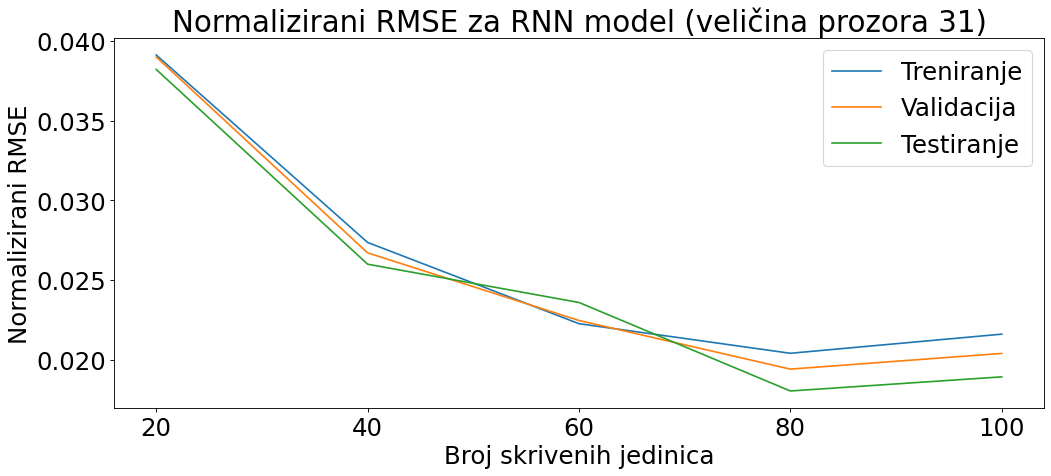 Normalizirani RMSE za RNN model (veličina prozora 31)
Normalizirani RMSE
0.040
0.035
0.030
0.025
0.020
Treniranje
Validacija
Testiranje
20 40 60 80 100
Broj skrivenih jedinica